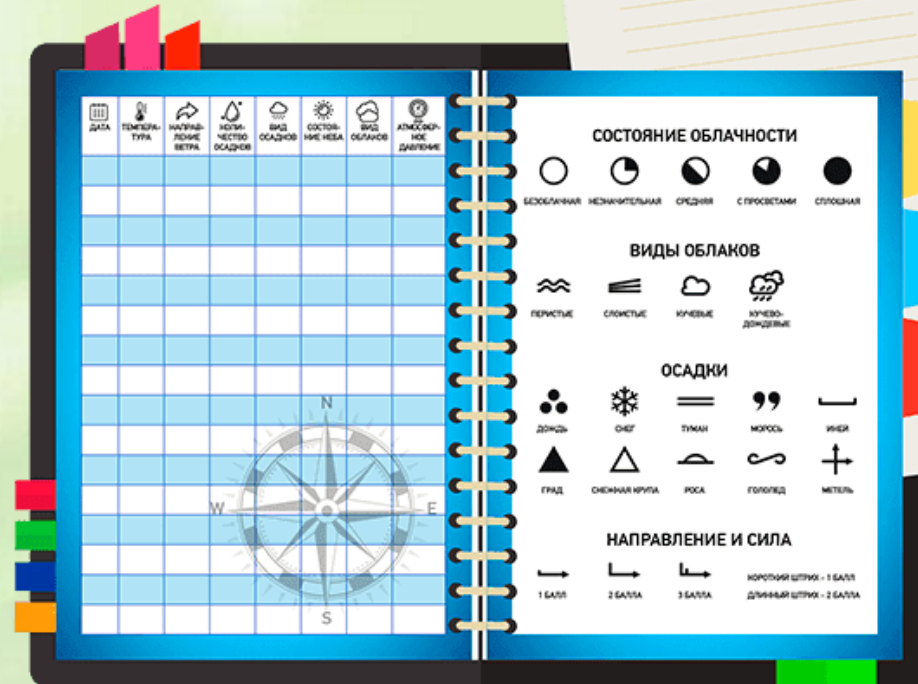 ДАТА
ТЕМПЕРА-
ТУРА
НАПРАВ-
ЛЕНИЕ
ВЕТРА
КОЛИ-
ЧЕСТВО
ОСАДКОВ
ВИД
ОСАДКОВ
СОСТОЯ-
НИЕ НЕБА
ВИД
ОБЛАКОВ
АТМОСФЕР-
НОЕ
ДАВЛЕНИЕ
N
W
E
S
СОСТОЯНИЕ ОБЛАЧНОСТИ
БЕЗОБЛАЧНАЯ НЕЗНАЧИТЕЛЬНАЯ СРЕДНЯЯ С ПРОСВЕТАМИ СПЛОШНАЯ
ВИДЫ ОБЛАКОВ
ПЕРИСТЫЕ СЛОИСТЫЕ КУЧЕВЫЕ КУЧЕВО-
ДОЖДЕВЫЕ
ОСАДКИ
ДОЖДЬ СНЕГ ТУМАН МОРОСЬ ИНЕЙ
ГРАД СНЕЖНАЯ КРУПА РОСА ГОЛОЛЕД МЕТЕЛЬ
НАПРАВЛЕНИЕ И СИЛА
КОРОТКИЙ ШТРИХ - 1 БАЛЛ
1 БАЛЛ 2 БАЛЛА 3 БАЛЛА ДЛИННЫЙ ШТРИХ - 2 БАЛЛА